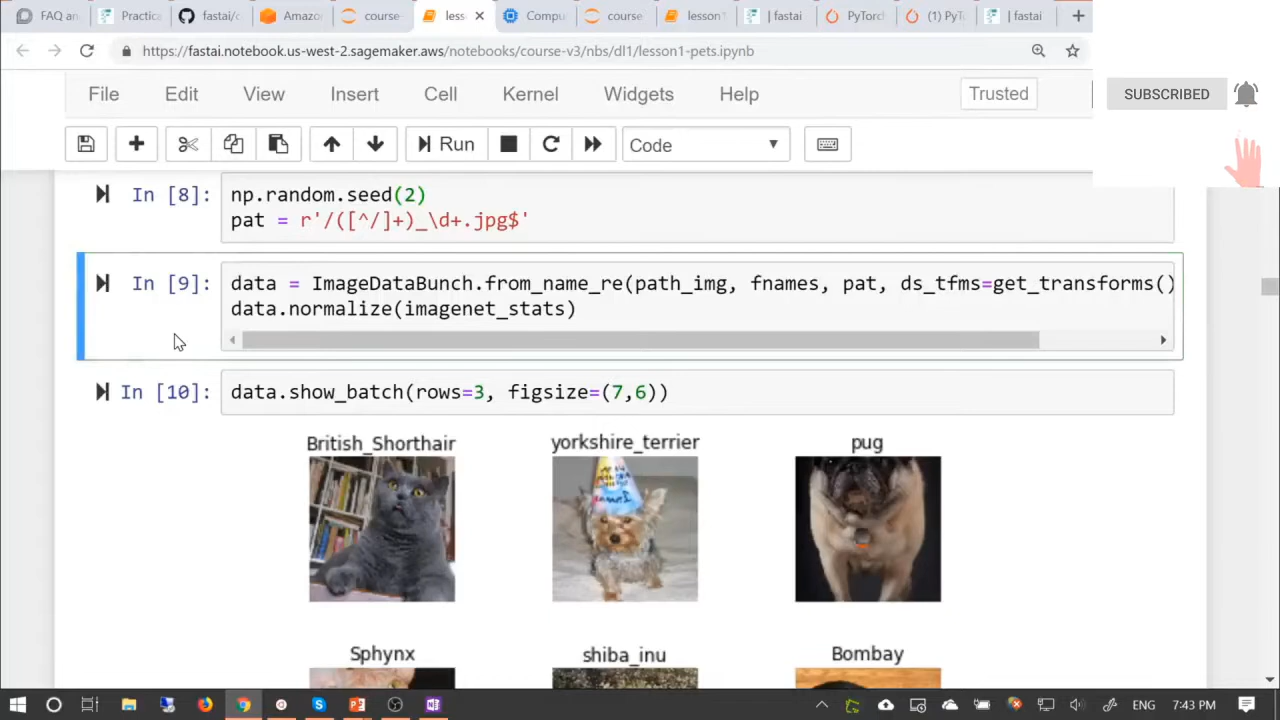 FAQ an
Practica
fastai/c
Amazo
course
less
Compu
course
lesson1
| fastai
PyTorch
(1) PyTo
| fastai
https://fastai.notebook.us-west-2.sagemaker.aws/notebooks/course-v3/nbs/dl1/lesson1-pets.ipynb
SUBSCRIBED
File Edit View Insert Cell Kernel Widgets Help Trusted
Run Code
In [8]: np.random.seed(2)
pat = r'/([^/]+)_\d+.jpg$'
In [9]: data = ImageDataBunch.from_name_re(path_img, fnames, pat, ds_tfms=get_transforms()
data.normalize(imagenet_stats)
In [10]: data.show_batch(rows=3, figsize=(7,6))
British_Shorthair yorkshire_terrier pug
Sphynx shiba_inu Bombay
ENG 7:43 PM